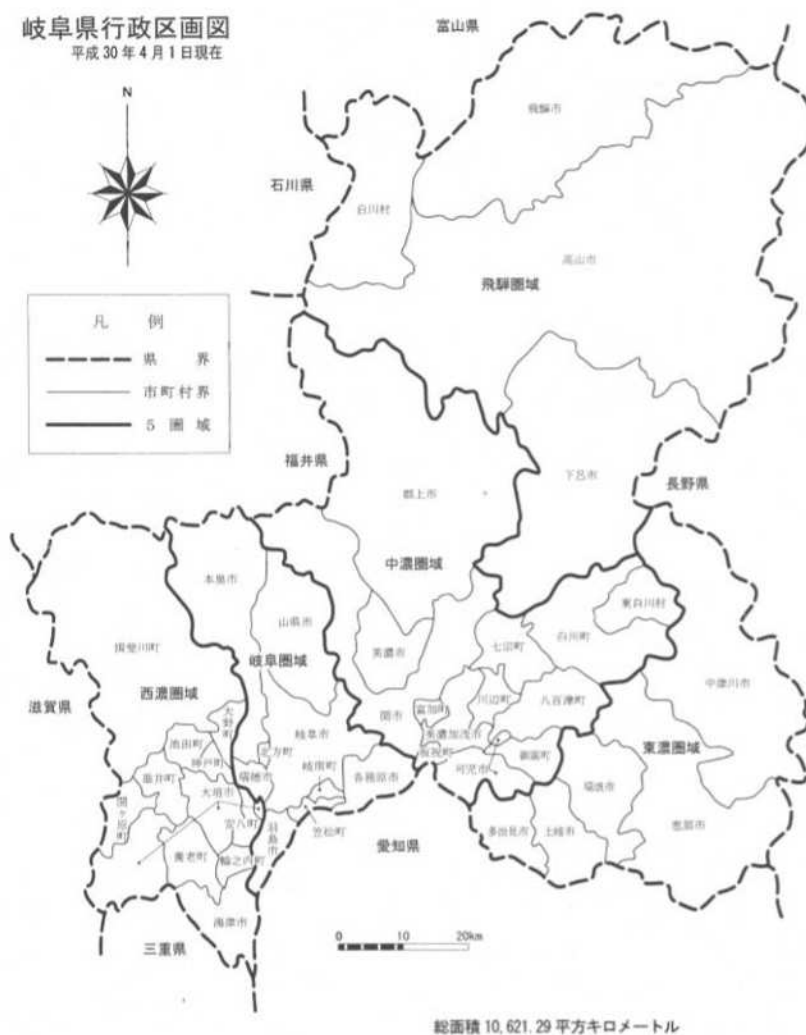 岐阜県行政区画図
平成30年4月1日現在
N
富山県
飛騨市
石川県
白川村
高山市
飛騨圏域
凡例
県界
市町村界
5圏域
福井県
郡上市
下呂市
長野県
中濃圏域
本巣市
山県市
美濃市
七宗町
白川町
東白川村
揖斐川町
岐阜圏域
中津川市
滋賀県
西濃圏域
大野町
関市
富加町
川辺町
八百津町
東濃圏域
池田町
神戸町
北方町
岐阜市
美濃加茂市
坂祝町
御嵩町
垂井町
瑞穂市
岐南町
各務原市
可児市
瑞浪市
関ケ原町
大垣市
安八町
羽島市
笠松町
愛知県
多治見市
土岐市
恵那市
養老町
輪之内町
海津市
三重県
0 10 20km
総面積 10,621.29 平方キロメートル